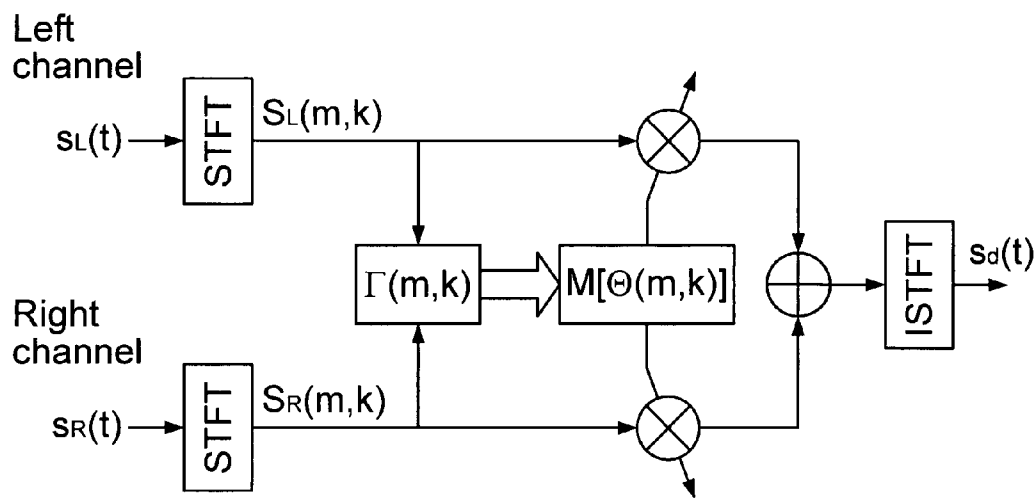 Left
channel
sL(t)
STFT
SL(m,k)
Γ(m,k)
M[Θ(m,k)]
ISTFT
sd(t)
Right
channel
sR(t)
STFT
SR(m,k)